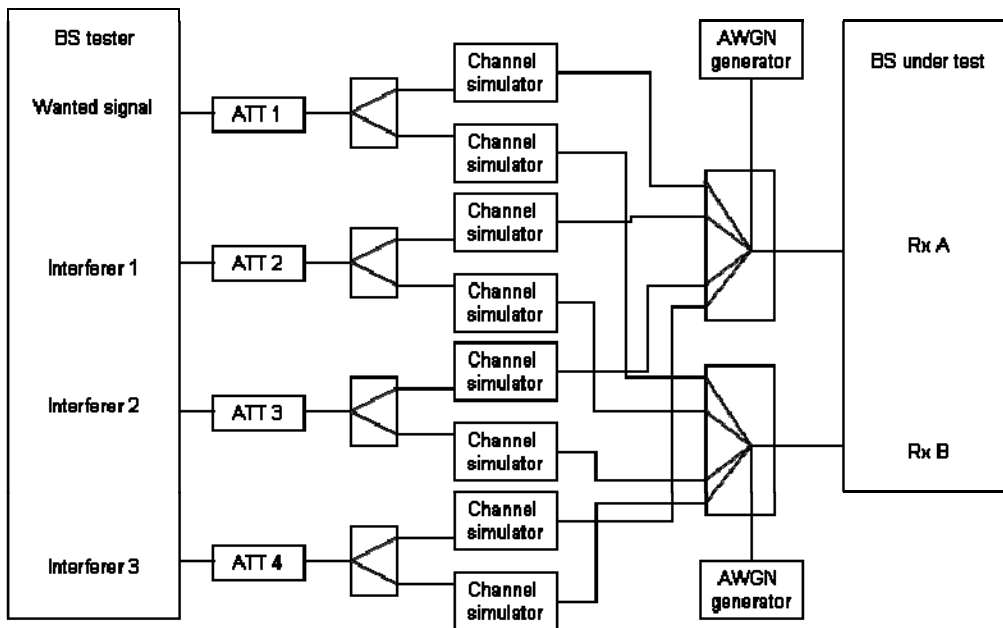 BS tester
Wanted signal
Interferer 1
Interferer 2
Interferer 3
ATT 1
ATT 2
ATT 3
ATT 4
Channel
simulator
Channel
simulator
Channel
simulator
Channel
simulator
Channel
simulator
Channel
simulator
Channel
simulator
Channel
simulator
AWGN
generator
AWGN
generator
BS under test
Rx A
Rx B